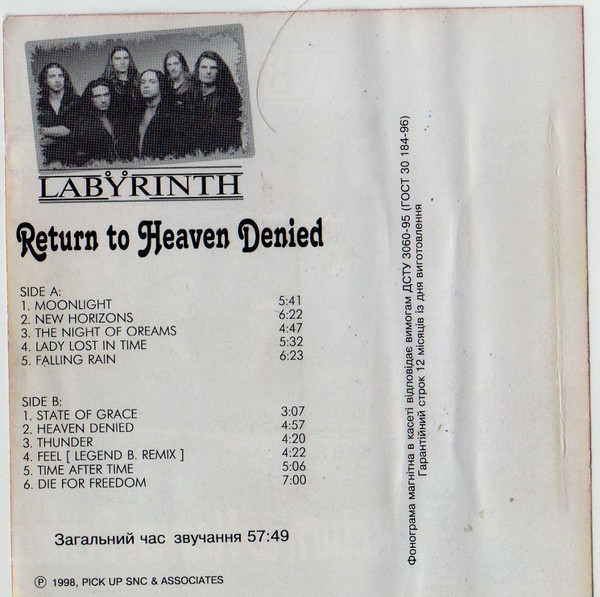 LABYRINTH
Return to Heaven Denied
SIDE A:
1. MOONLIGHT 5:41
2. NEW HORIZONS 6:22
3. THE NIGHT OF OREAMS 4:47
4. LADY LOST IN TIME 5:32
5. FALLING RAIN 6:23
SIDE B:
1. STATE OF GRACE 3:07
2. HEAVEN DENIED 4:57
3. THUNDER 4:20
4. FEEL [ LEGEND B. REMIX ] 4:22
5. TIME AFTER TIME 5:06
6. DIE FOR FREEDOM 7:00
Загальний час звучання 57:49
Ⓟ 1998, PICK UP SNC & ASSOCIATES
Фонограма магнітна в касеті відповідає вимогам ДСТУ 3060-95 (ГОСТ 30 184-96)
Гарантійний строк 12 місяців із дня виготовлення